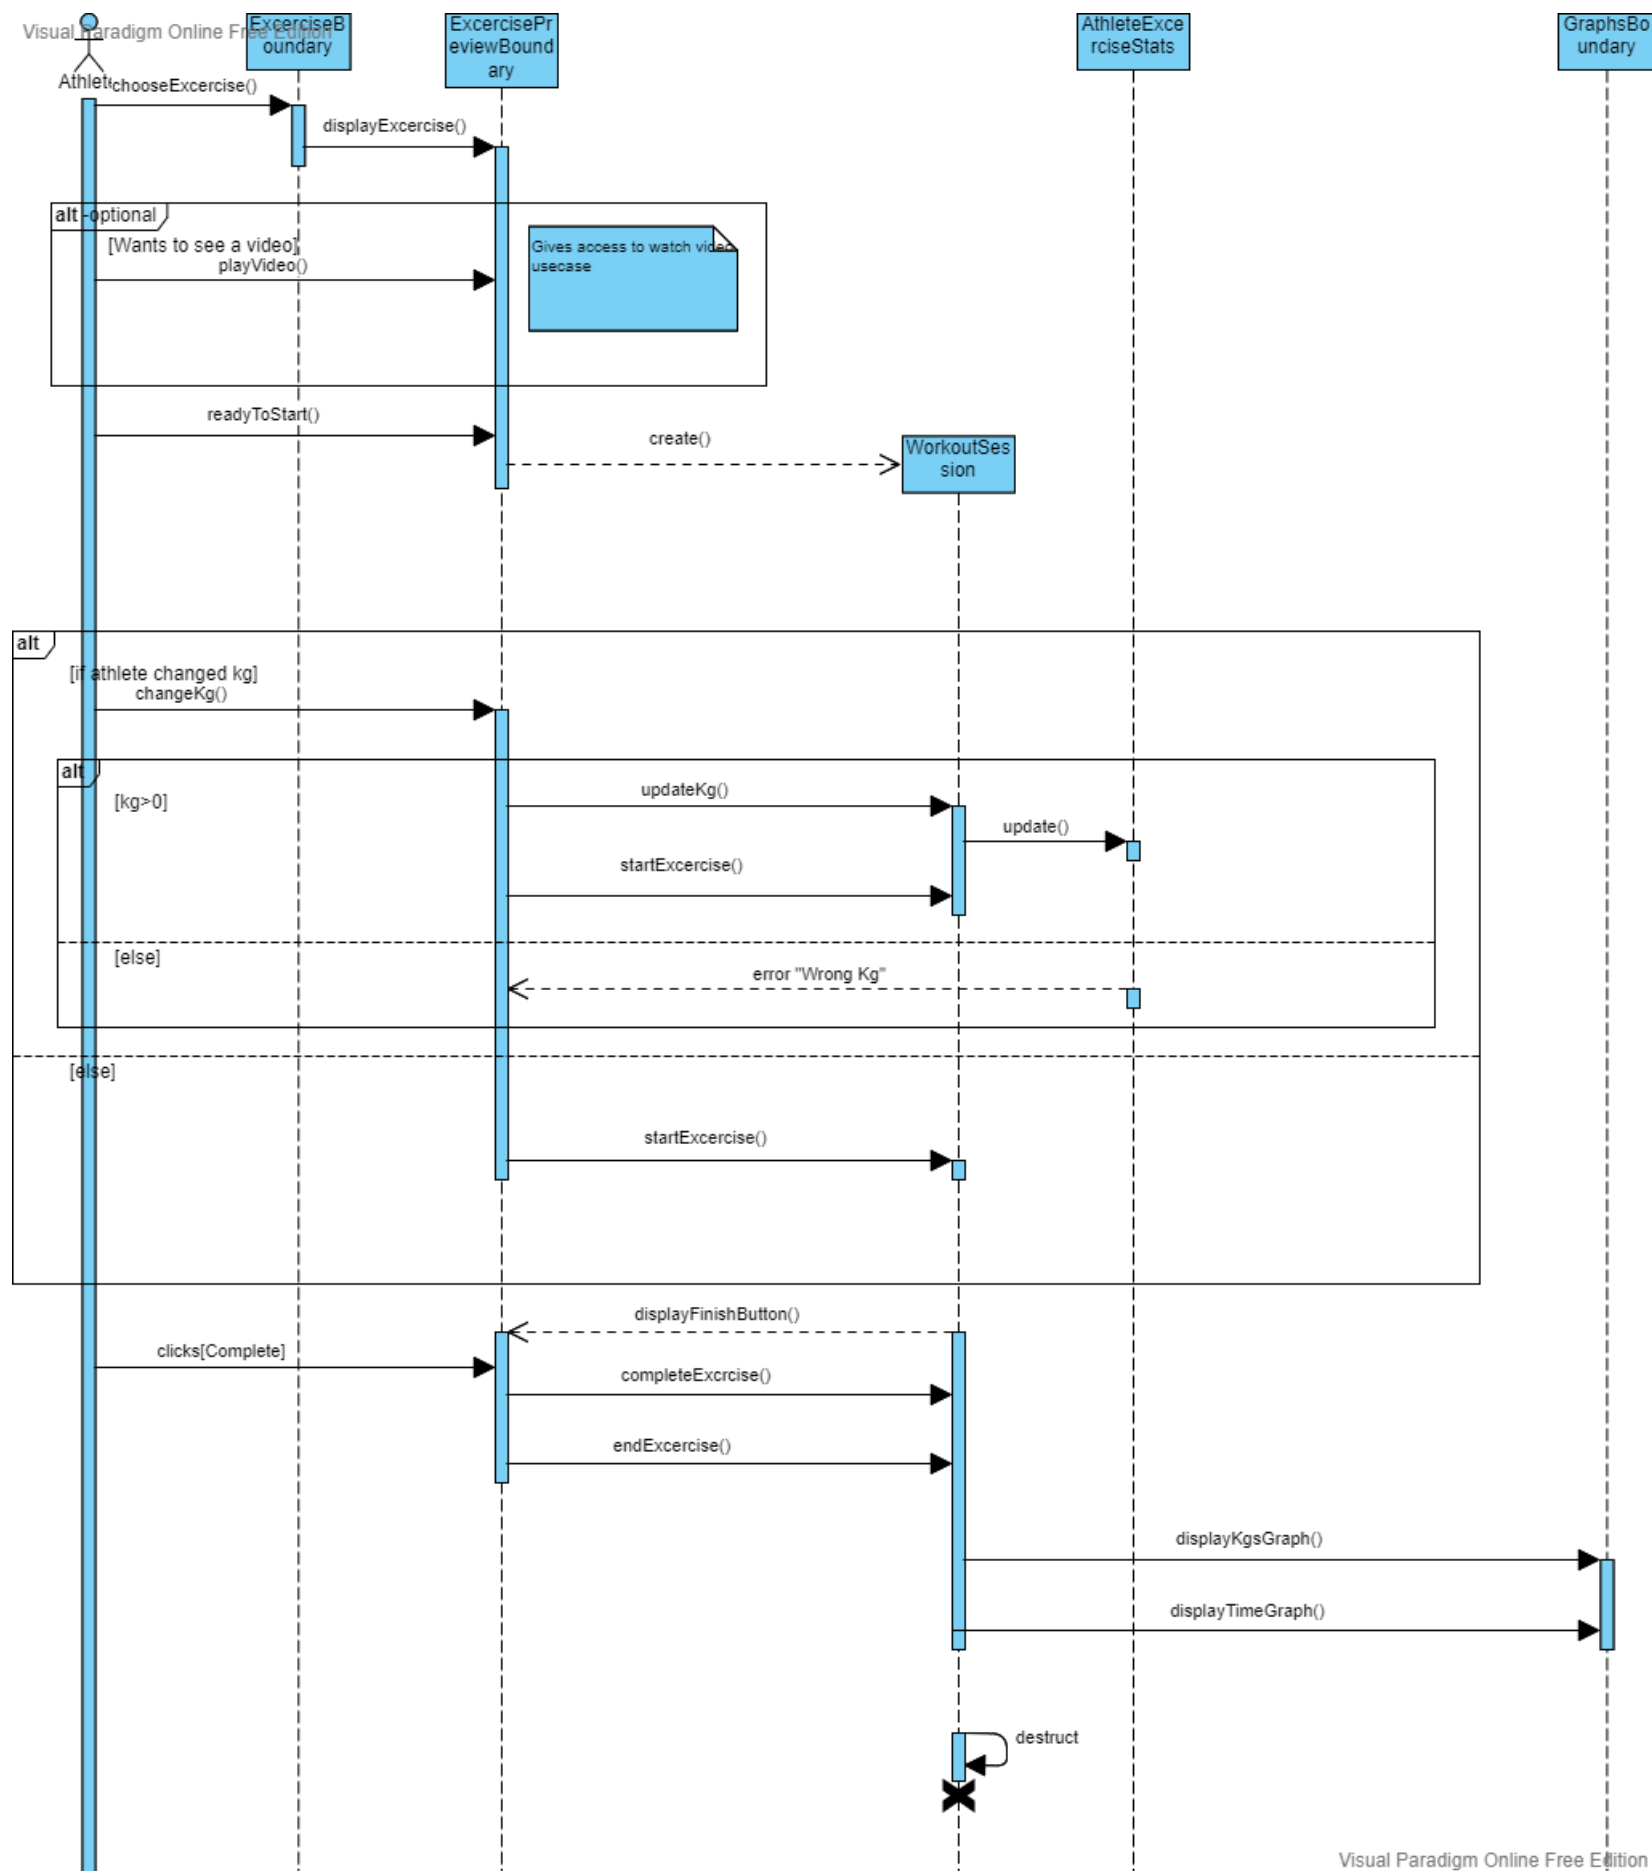 Visual Paradigm Online Free Edition
ExcerciseB
oundary
ExcercisePr
eviewBound
ary
AthleteExce
rciseStats
GraphsBo
undary
Athlete
chooseExcercise()
displayExcercise()
alt -optional
[Wants to see a video]
playVideo()
Gives access to watch video
usecase
readyToStart()
create()
WorkoutSes
sion
alt
[if athlete changed kg]
changeKg()
alt
[kg>0]
updateKg()
update()
startExcercise()
[else]
error "Wrong Kg"
[else]
startExcercise()
displayFinishButton()
clicks[Complete]
completeExcrcise()
endExcercise()
displayKgsGraph()
displayTimeGraph()
destruct
Visual Paradigm Online Free Edition